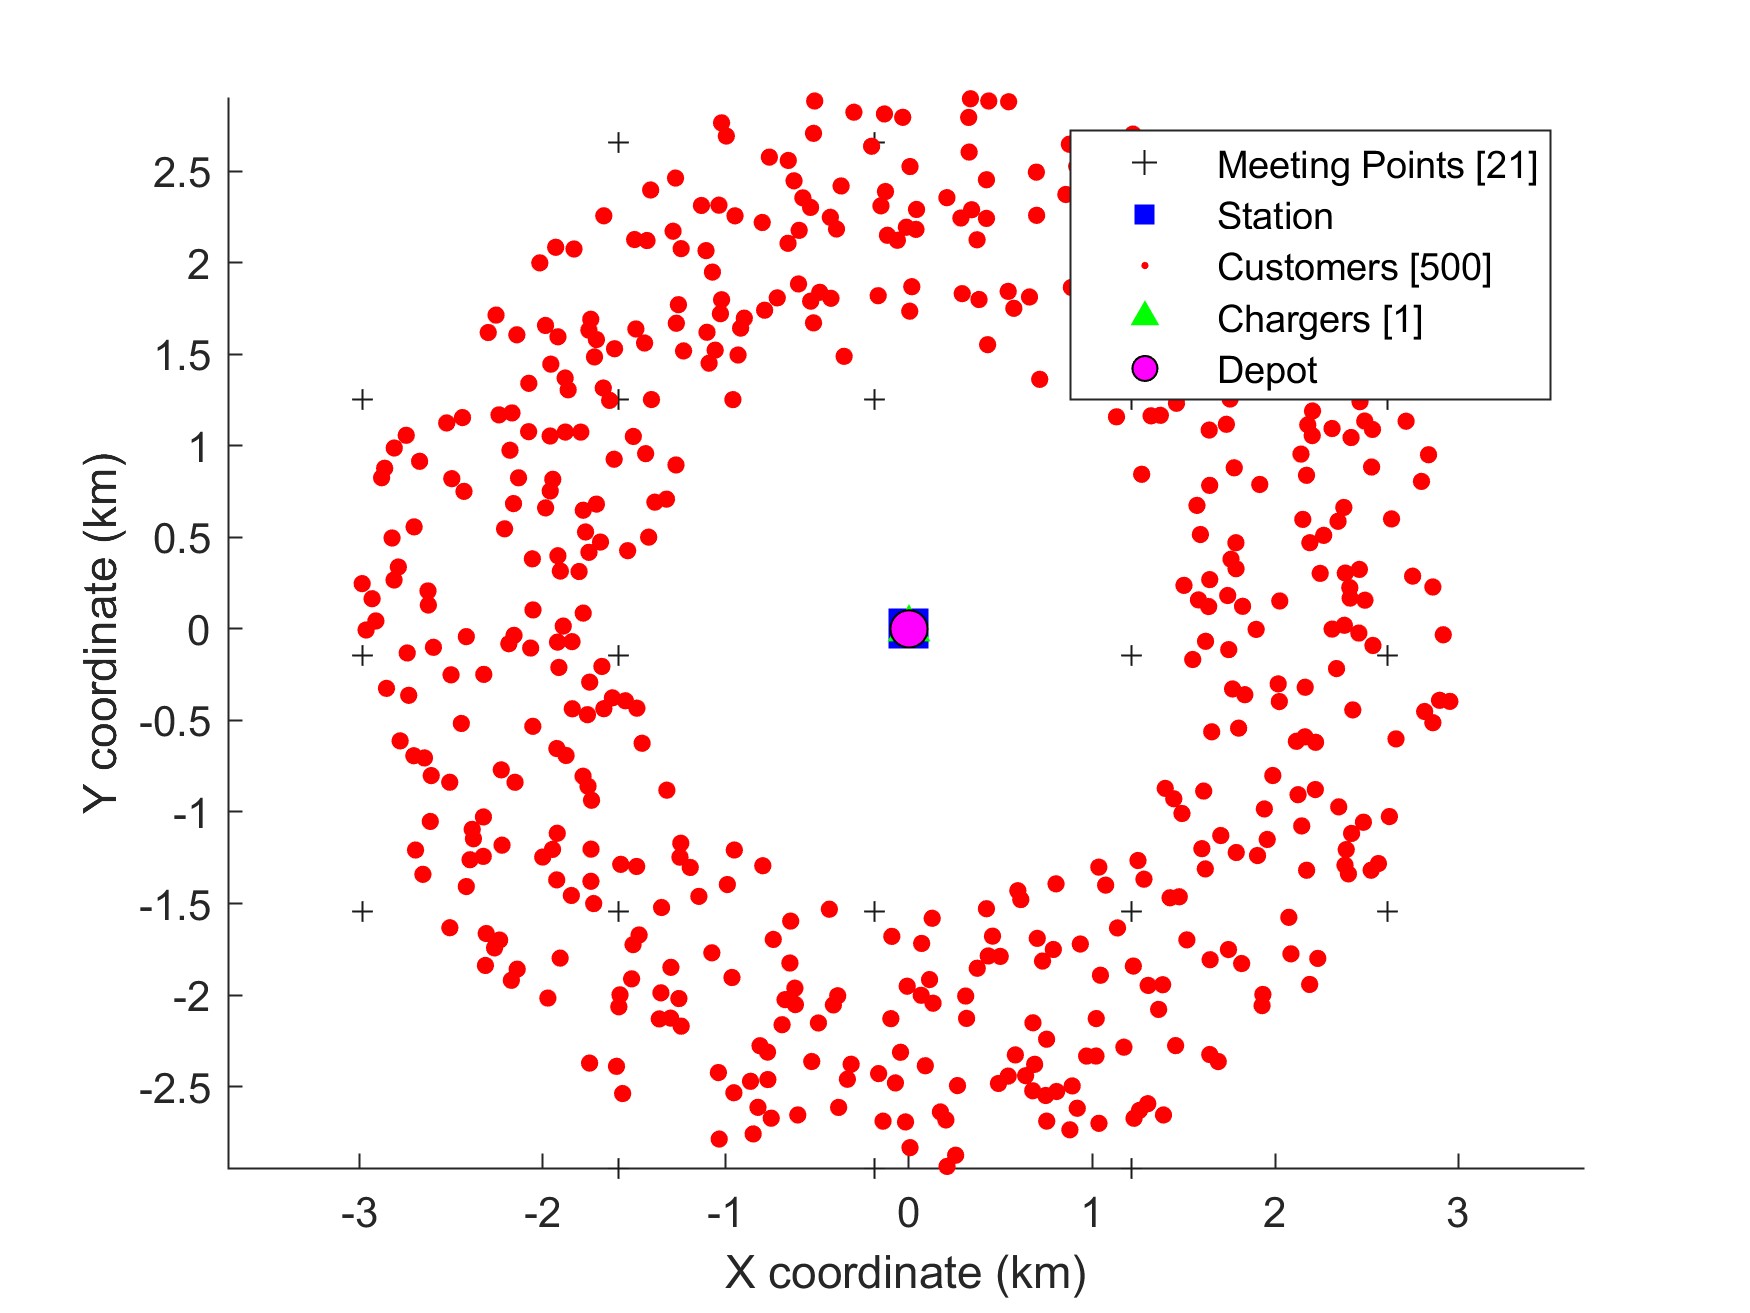 2.5
2
1.5
1
0.5
0
-0.5
-1
-1.5
-2
-2.5
Y coordinate (km)
Meeting Points [21]
Station
Customers [500]
Chargers [1]
Depot
-3 -2 -1 0 1 2 3
X coordinate (km)